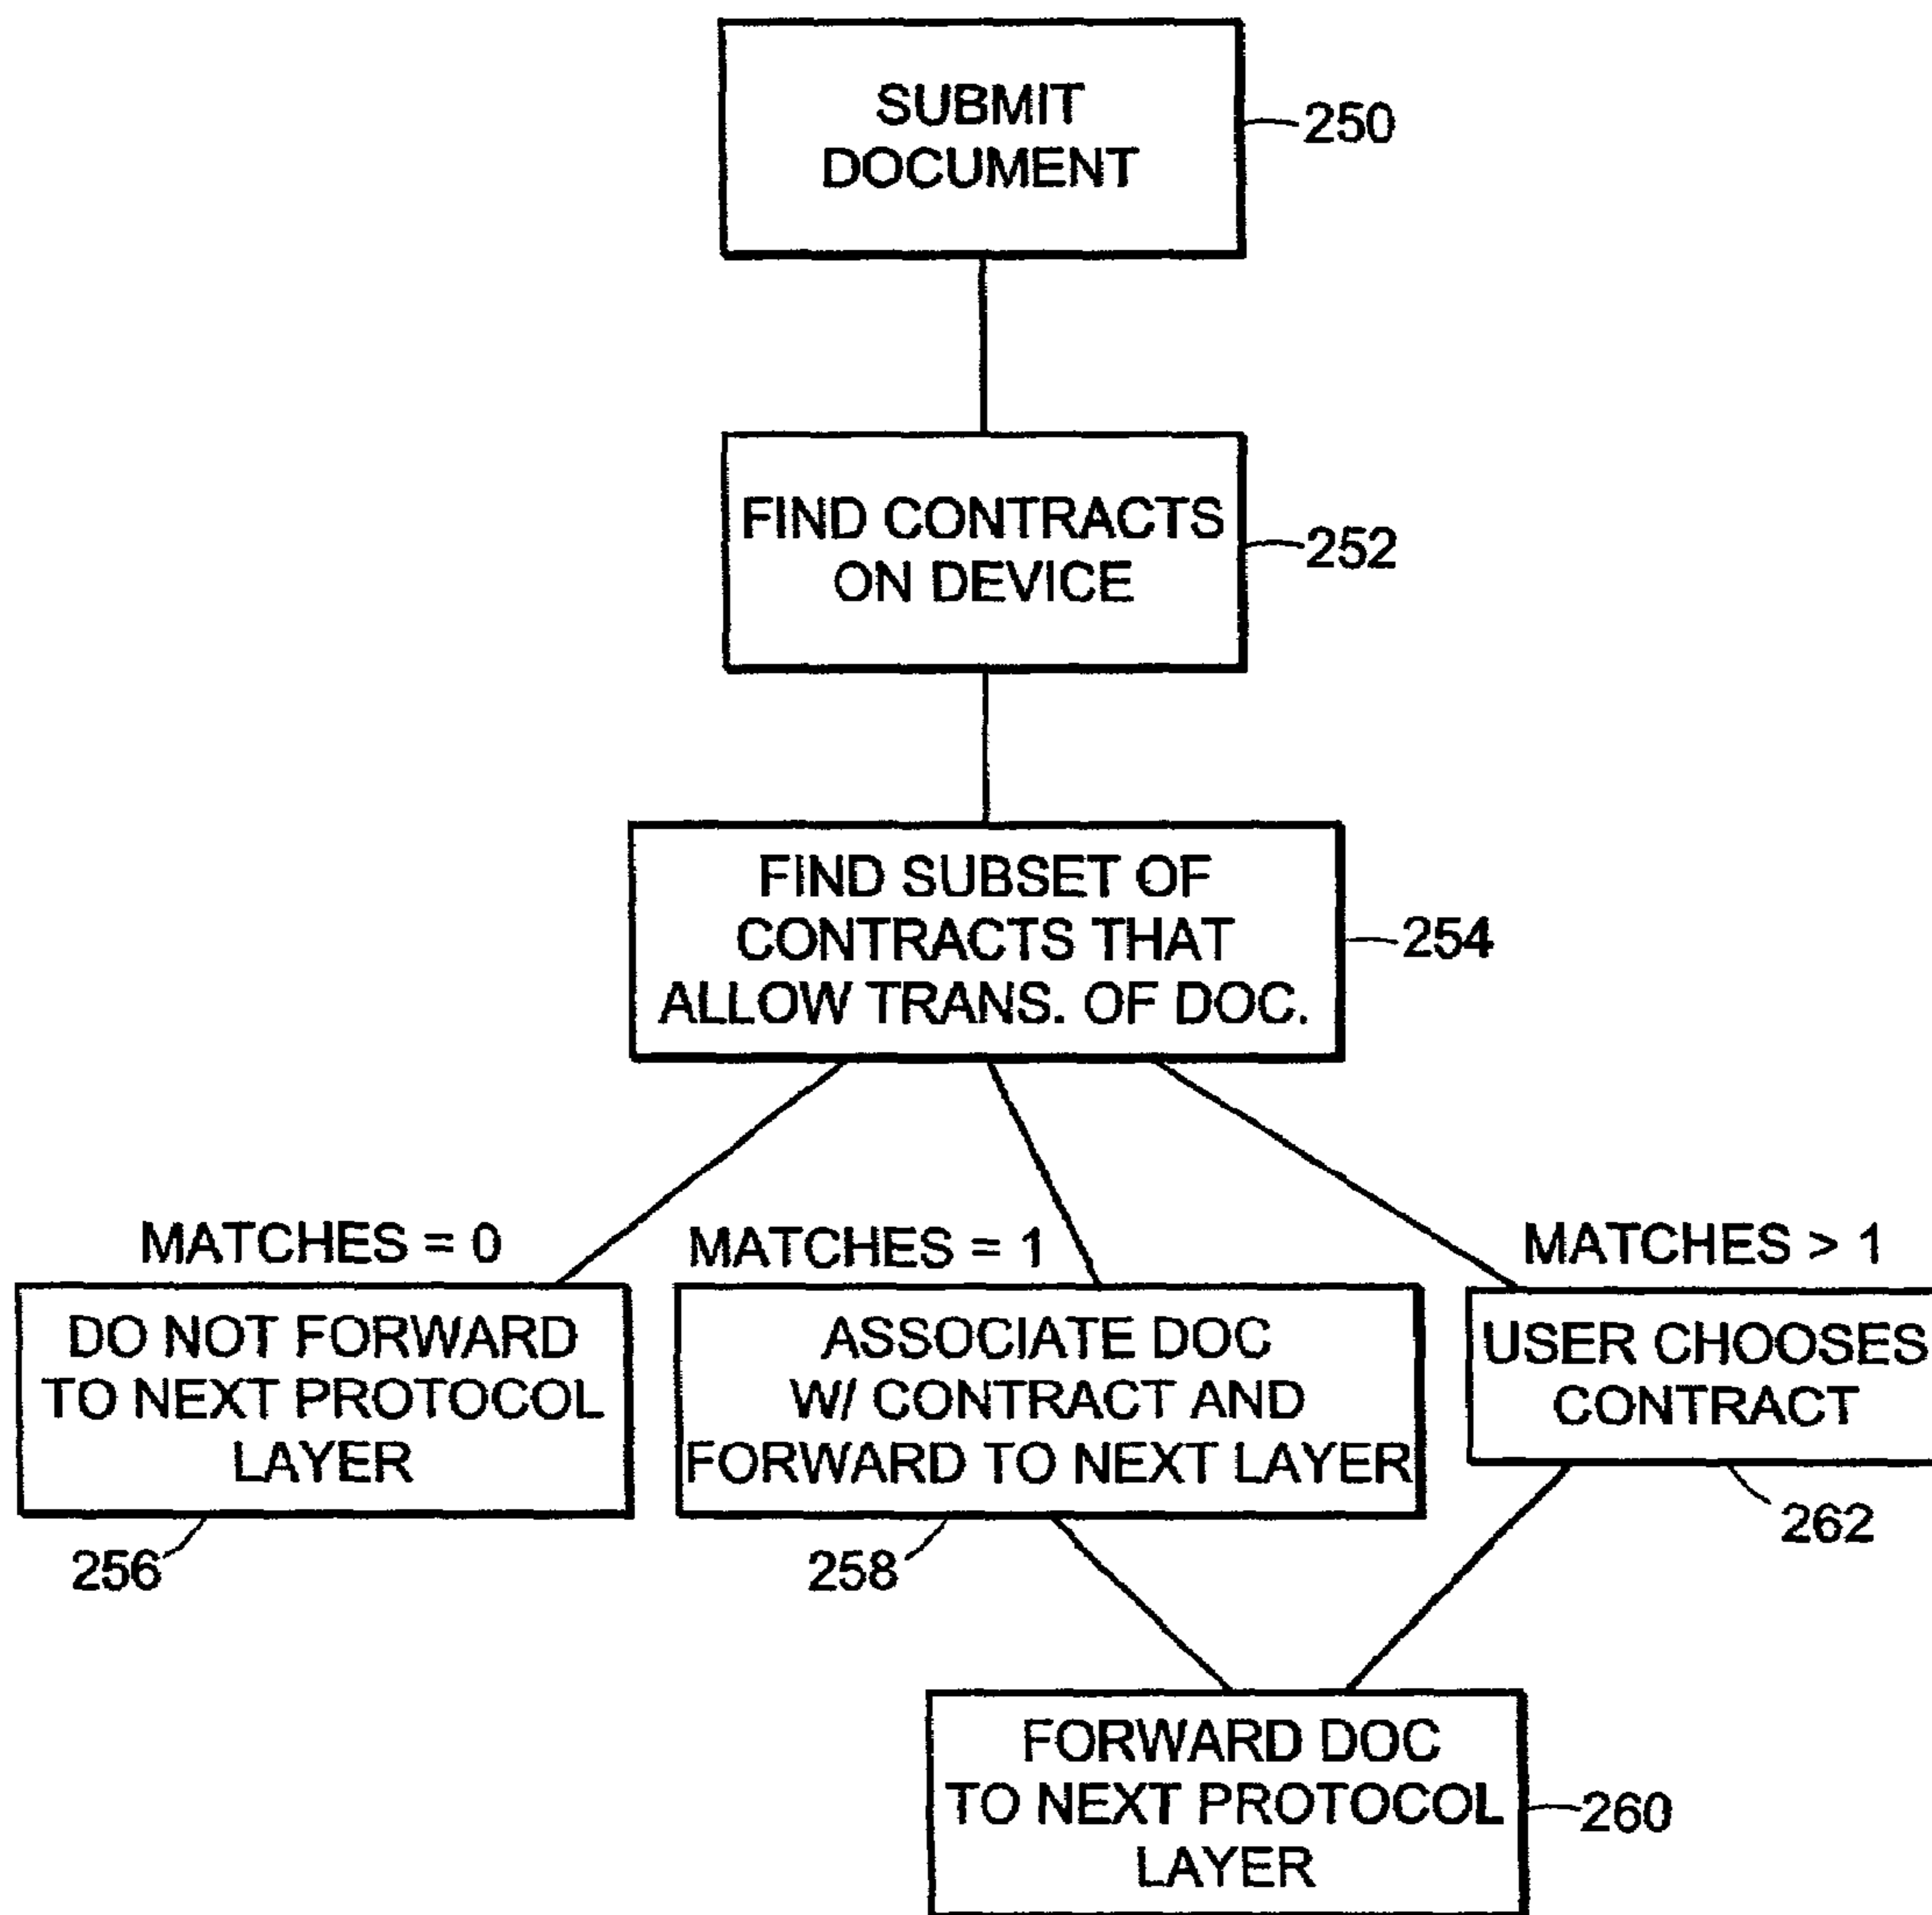 SUBMIT
DOCUMENT
250
FIND CONTRACTS
ON DEVICE
252
FIND SUBSET OF
CONTRACTS THAT
ALLOW TRANS. OF DOC.
254
MATCHES = 0
DO NOT FORWARD
TO NEXT PROTOCOL
LAYER
256
MATCHES = 1
ASSOCIATE DOC
W/ CONTRACT AND
FORWARD TO NEXT LAYER
258
MATCHES > 1
USER CHOOSES
CONTRACT
262
FORWARD DOC
TO NEXT PROTOCOL
LAYER
260